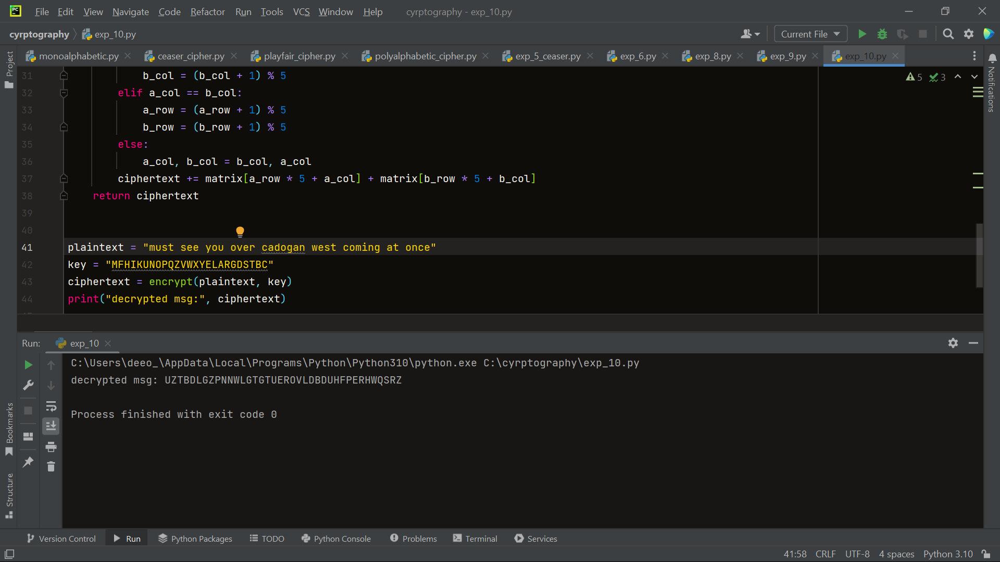 PC File Edit View Navigate Code Refactor Run Tools VCS Window Help cyrptography - exp_10.py
cyrptography exp_10.py Current File
monoalphabetic.py ceaser_cipher.py playfair_cipher.py polyalphabetic_cipher.py exp_5_ceaser.py exp_6.py exp_8.py exp_9.py exp_10.py
Project
Notifications
5 3
31 b_col = (b_col + 1) % 5
32 elif a_col == b_col:
33 a_row = (a_row + 1) % 5
34 b_row = (b_row + 1) % 5
35 else:
36 a_col, b_col = b_col, a_col
37 ciphertext += matrix[a_row * 5 + a_col] + matrix[b_row * 5 + b_col]
38 return ciphertext
39
40
41 plaintext = "must see you over cadogan west coming at once"
42 key = "MFHIKUNOPQZVWXYELARGDSTBC"
43 ciphertext = encrypt(plaintext, key)
44 print("decrypted msg:", ciphertext)
Run: exp_10
C:\Users\deeo_\AppData\Local\Programs\Python\Python310\python.exe C:\cyrptography\exp_10.py
decrypted msg: UZTBDLGZPNNWLGTGTUEROVLDBDUHFPERHWQSRZ
Process finished with exit code 0
Bookmarks
Structure
Version Control Run Python Packages TODO Python Console Problems Terminal Services
41:58 CRLF UTF-8 4 spaces Python 3.10